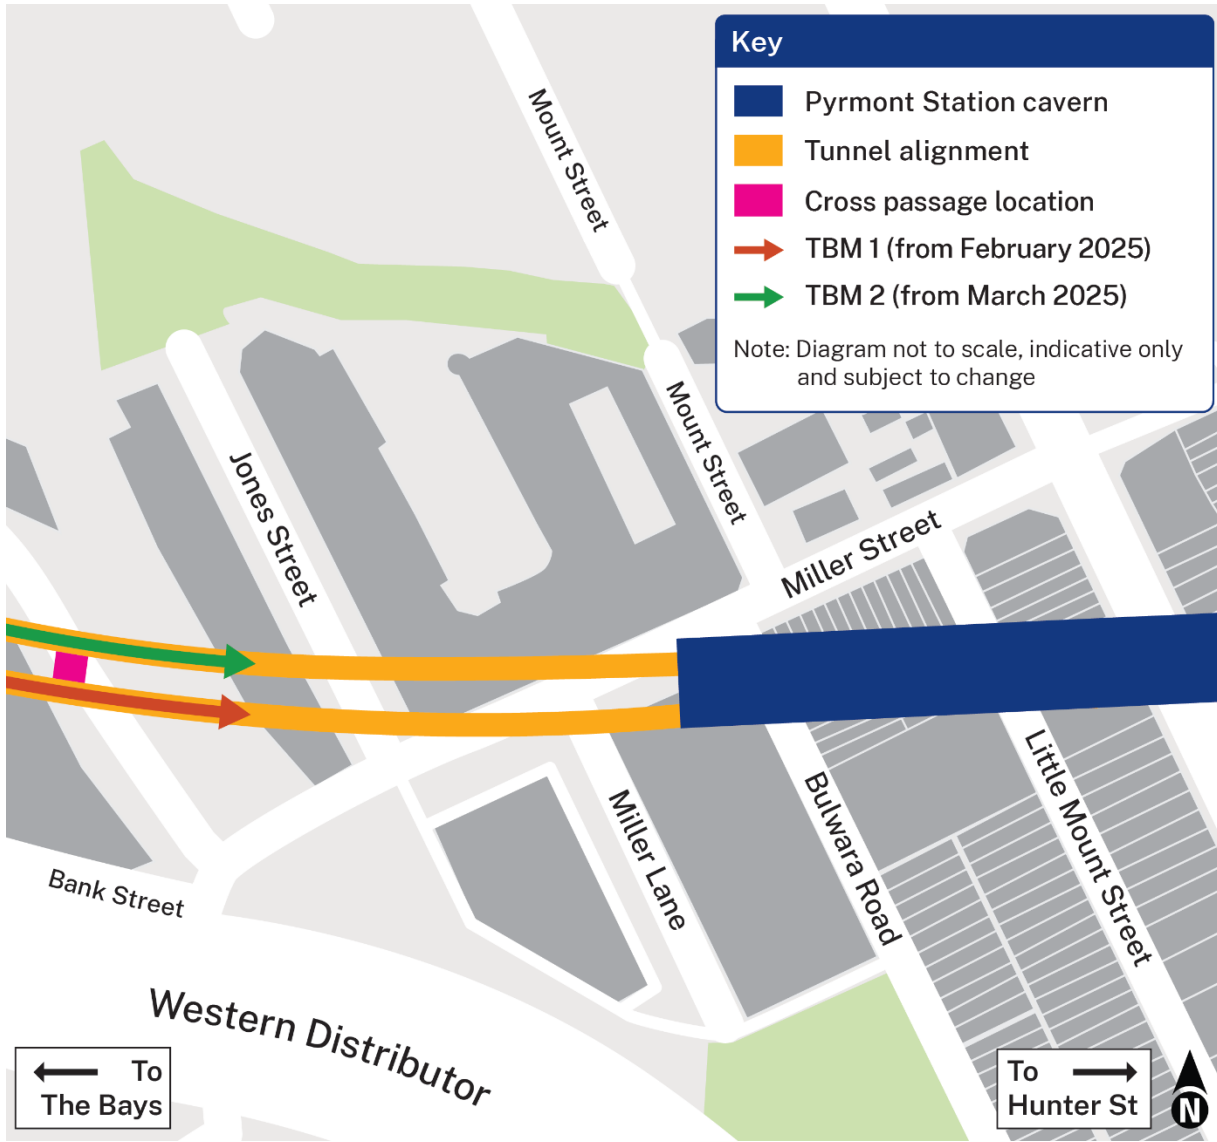 Key
Pyrmont Station cavern
Tunnel alignment
Cross passage location
TBM 1 (from February 2025)
TBM 2 (from March 2025)
Note: Diagram not to scale, indicative only
and subject to change
Mount Street
Mount Street
Jones Street
Miller Street
Miller Lane
Bulwara Road
Little Mount Street
Bank Street
Western Distributor
To
The Bays
To
Hunter St
N